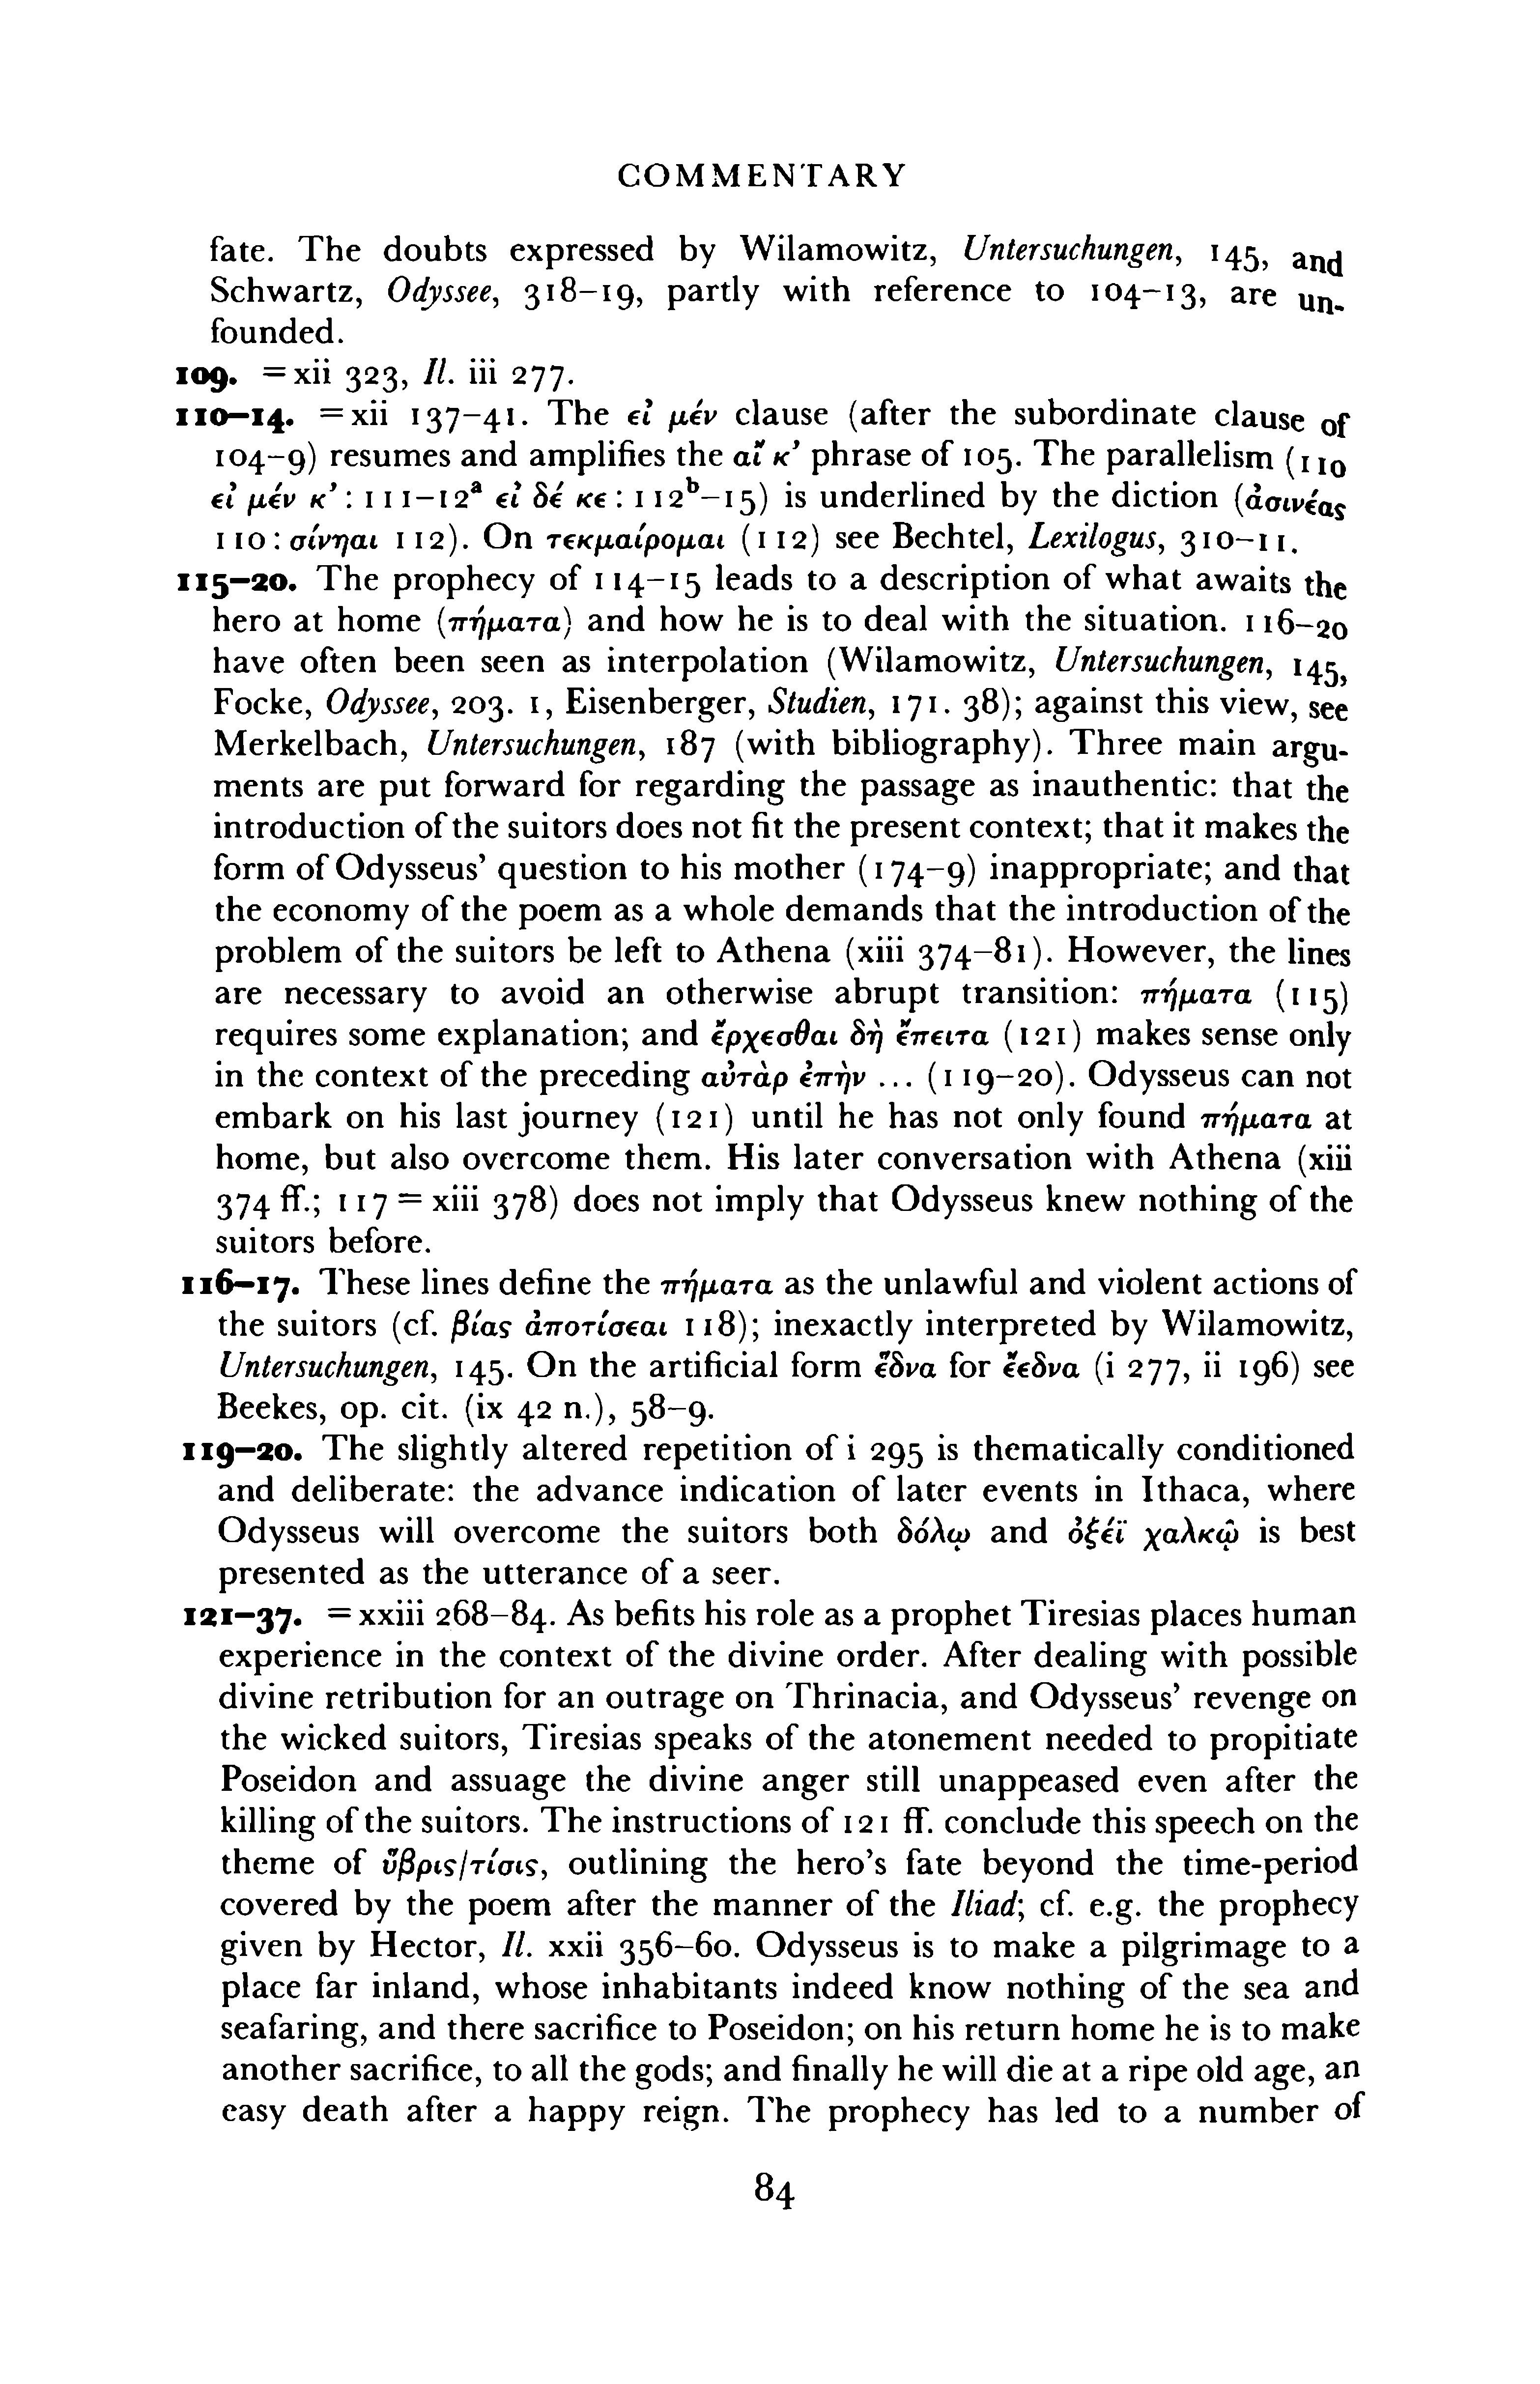 COMMENTARY
fate. The doubts expressed by Wilamowitz, Untersuchungen, 145, and
Schwartz, Odyssee, 318–19, partly with reference to 104–13, are un-
founded.
109. =xii 323, Il. iii 277.
110–14. =xii 137–41. The εἰ μέν clause (after the subordinate clause of
104–9) resumes and amplifies the αἴ κ’ phrase of 105. The parallelism (110
εἰ μέν κ’: 111–12ª εἰ δέ κε: 112ᵇ–15) is underlined by the diction (ἀσινέας
110: σίνηαι 112). On τεκμαίρομαι (112) see Bechtel, Lexilogus, 310–11.
115–20. The prophecy of 114–15 leads to a description of what awaits the
hero at home (πήματα) and how he is to deal with the situation. 116–20
have often been seen as interpolation (Wilamowitz, Untersuchungen, 145,
Focke, Odyssee, 203. 1, Eisenberger, Studien, 171. 38); against this view, see
Merkelbach, Untersuchungen, 187 (with bibliography). Three main argu-
ments are put forward for regarding the passage as inauthentic: that the
introduction of the suitors does not fit the present context; that it makes the
form of Odysseus’ question to his mother (174–9) inappropriate; and that
the economy of the poem as a whole demands that the introduction of the
problem of the suitors be left to Athena (xiii 374–81). However, the lines
are necessary to avoid an otherwise abrupt transition: πήματα (115)
requires some explanation; and ἔρχεσθαι δὴ ἔπειτα (121) makes sense only
in the context of the preceding αὐτὰρ ἐπὴν ... (119–20). Odysseus can not
embark on his last journey (121) until he has not only found πήματα at
home, but also overcome them. His later conversation with Athena (xiii
374 ff.; 117 = xiii 378) does not imply that Odysseus knew nothing of the
suitors before.
116–17. These lines define the πήματα as the unlawful and violent actions of
the suitors (cf. βίας ἀποτίσεαι 118); inexactly interpreted by Wilamowitz,
Untersuchungen, 145. On the artificial form ἔδνα for ἔεδνα (i 277, ii 196) see
Beekes, op. cit. (ix 42 n.), 58–9.
119–20. The slightly altered repetition of i 295 is thematically conditioned
and deliberate: the advance indication of later events in Ithaca, where
Odysseus will overcome the suitors both δόλῳ and ὀξέϊ χαλκῷ is best
presented as the utterance of a seer.
121–37. =xxiii 268–84. As befits his role as a prophet Tiresias places human
experience in the context of the divine order. After dealing with possible
divine retribution for an outrage on Thrinacia, and Odysseus’ revenge on
the wicked suitors, Tiresias speaks of the atonement needed to propitiate
Poseidon and assuage the divine anger still unappeased even after the
killing of the suitors. The instructions of 121 ff. conclude this speech on the
theme of ὕβρις/τίσις, outlining the hero’s fate beyond the time-period
covered by the poem after the manner of the Iliad; cf. e.g. the prophecy
given by Hector, Il. xxii 356–60. Odysseus is to make a pilgrimage to a
place far inland, whose inhabitants indeed know nothing of the sea and
seafaring, and there sacrifice to Poseidon; on his return home he is to make
another sacrifice, to all the gods; and finally he will die at a ripe old age, an
easy death after a happy reign. The prophecy has led to a number of
84